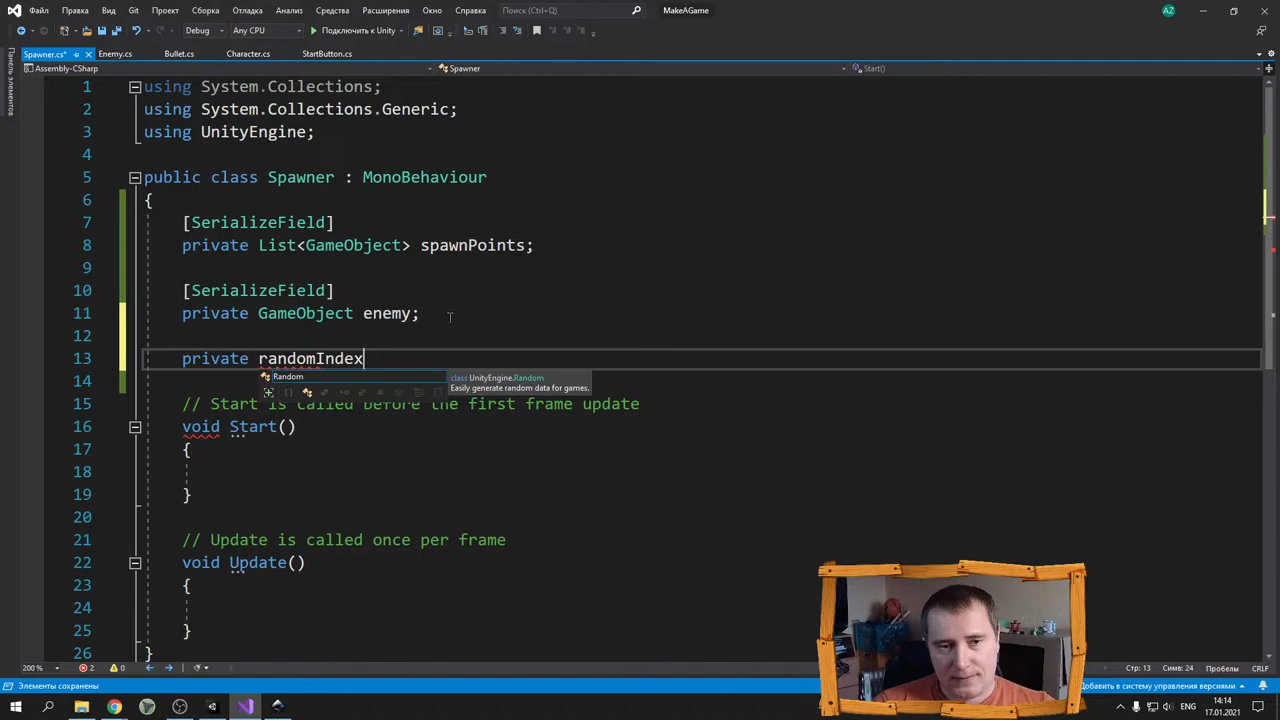 Файл Правка Вид Git Проект Сборка Отладка Анализ Средства Расширения Окно Справка Поиск (Ctrl+Q) MakeAGame AZ
Debug Any CPU Подключить к Unity
Spawner.cs* Enemy.cs Bullet.cs Character.cs StartButton.cs
Панель элементов
Assembly-CSharp Spawner Start()
1 using System.Collections;
2 using System.Collections.Generic;
3 using UnityEngine;
4
5 public class Spawner : MonoBehaviour
6 {
7 [SerializeField]
8 private List<GameObject> spawnPoints;
9
10 [SerializeField]
11 private GameObject enemy;
12
13 private randomIndex
Random class UnityEngine.Random
Easily generate random data for games.
14
15 // Start is called before the first frame update
16 void Start()
17 {
18
19 }
20
21 // Update is called once per frame
22 void Update()
23 {
24
25 }
26 }
200 % 2 0 Стр: 13 Симв: 24 Пробелы CRLF
Элементы сохранены Добавить в систему управления версиями
ENG 14:14
17.01.2021